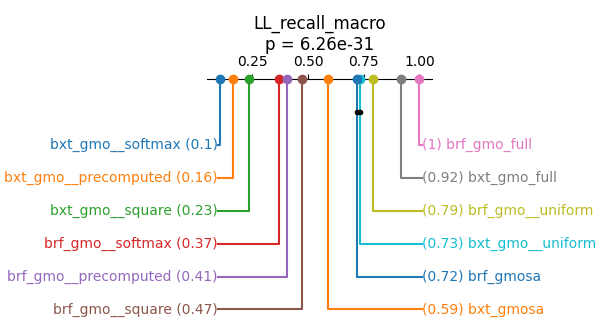 LL_recall_macro
p = 6.26e-31
0.25 0.50 0.75 1.00
bxt_gmo__softmax (0.1)
(1) brf_gmo_full
bxt_gmo__precomputed (0.16)
(0.92) bxt_gmo_full
bxt_gmo__square (0.23)
(0.79) brf_gmo__uniform
brf_gmo__softmax (0.37)
(0.73) bxt_gmo__uniform
brf_gmo__precomputed (0.41)
(0.72) brf_gmosa
brf_gmo__square (0.47)
(0.59) bxt_gmosa